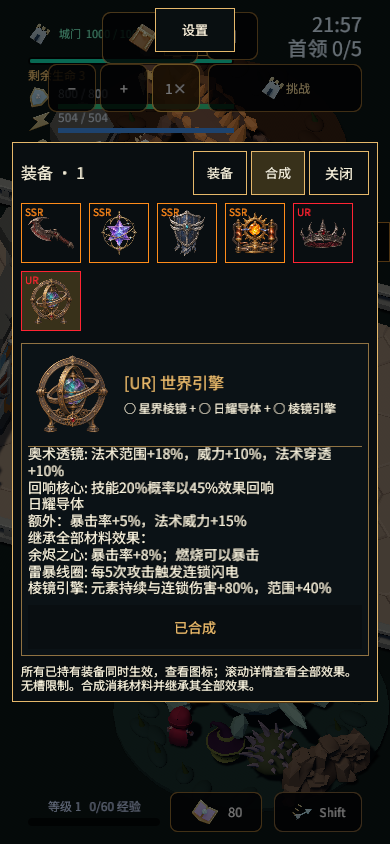 设置
城门
21:57
首领 0/5
剩余生命 3
−
+
1×
挑战
800 / 800
504 / 504
装备 · 1
装备
合成
关闭
SSR
SSR
SSR
SSR
UR
UR
[UR] 世界引擎
〇 星界棱镜 + 〇 日耀导体 + 〇 棱镜引擎
奥术透镜: 法术范围+18%，威力+10%，法术穿透
+10%
回响核心: 技能20%概率以45%效果回响
日耀导体
额外：暴击率+5%，法术威力+15%
继承全部材料效果：
余烬之心: 暴击率+8%；燃烧可以暴击
雷暴线圈: 每5次攻击触发连锁闪电
棱镜引擎: 元素持续与连锁伤害+80%，范围+40%
已合成
所有已持有装备同时生效，查看图标；滚动详情查看全部效果。
无槽限制。合成消耗材料并继承其全部效果。
等级 1 0/60 经验
80
Shift